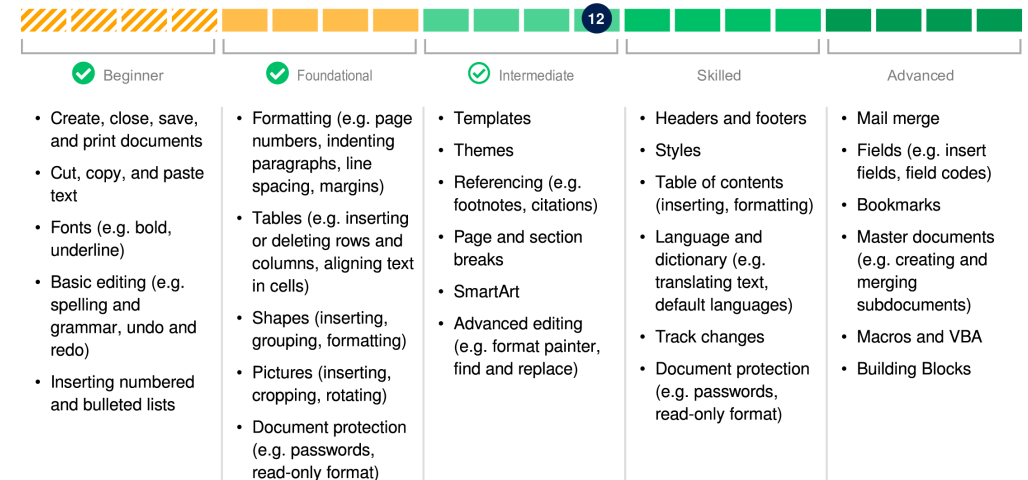 12
Beginner
Foundational
Intermediate
Skilled
Advanced
• Create, close, save,
and print documents
• Cut, copy, and paste
text
• Fonts (e.g. bold,
underline)
• Basic editing (e.g.
spelling and
grammar, undo and
redo)
• Inserting numbered
and bulleted lists
• Formatting (e.g. page
numbers, indenting
paragraphs, line
spacing, margins)
• Tables (e.g. inserting
or deleting rows and
columns, aligning text
in cells)
• Shapes (inserting,
grouping, formatting)
• Pictures (inserting,
cropping, rotating)
• Document protection
(e.g. passwords,
read-only format)
• Templates
• Themes
• Referencing (e.g.
footnotes, citations)
• Page and section
breaks
• SmartArt
• Advanced editing
(e.g. format painter,
find and replace)
• Headers and footers
• Styles
• Table of contents
(inserting, formatting)
• Language and
dictionary (e.g.
translating text,
default languages)
• Track changes
• Document protection
(e.g. passwords,
read-only format)
• Mail merge
• Fields (e.g. insert
fields, field codes)
• Bookmarks
• Master documents
(e.g. creating and
merging
subdocuments)
• Macros and VBA
• Building Blocks